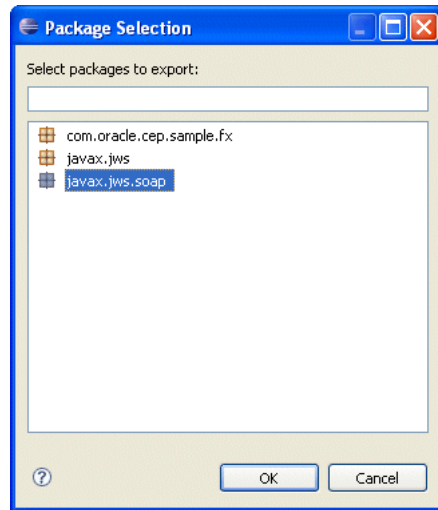 Package Selection
Select packages to export:
com.oracle.cep.sample.fx
javax.jws
javax.jws.soap
?
OK
Cancel